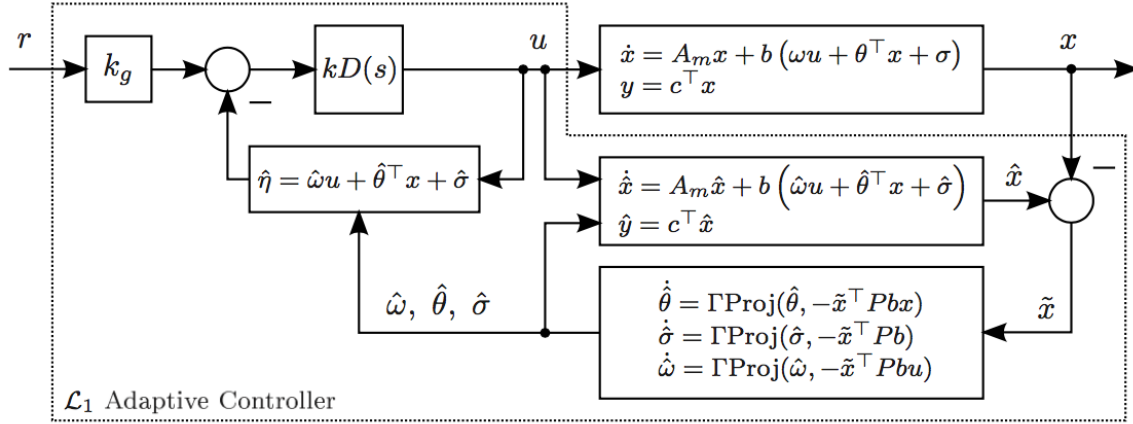 r
k_g
−
kD(s)
u
ẋ = A_m x + b (ωu + θ^⊤ x + σ)
y = c^⊤ x
x
η̂ = ω̂u + θ̂^⊤ x + σ̂
x̂̇ = A_m x̂ + b (ω̂u + θ̂^⊤ x + σ̂)
ŷ = c^⊤ x̂
x̂
−
ω̂, θ̂, σ̂
θ̂̇ = ΓProj(θ̂, −x̃^⊤ Pbx)
σ̂̇ = ΓProj(σ̂, −x̃^⊤ Pb)
ω̂̇ = ΓProj(ω̂, −x̃^⊤ Pbu)
x̃
ℒ₁ Adaptive Controller